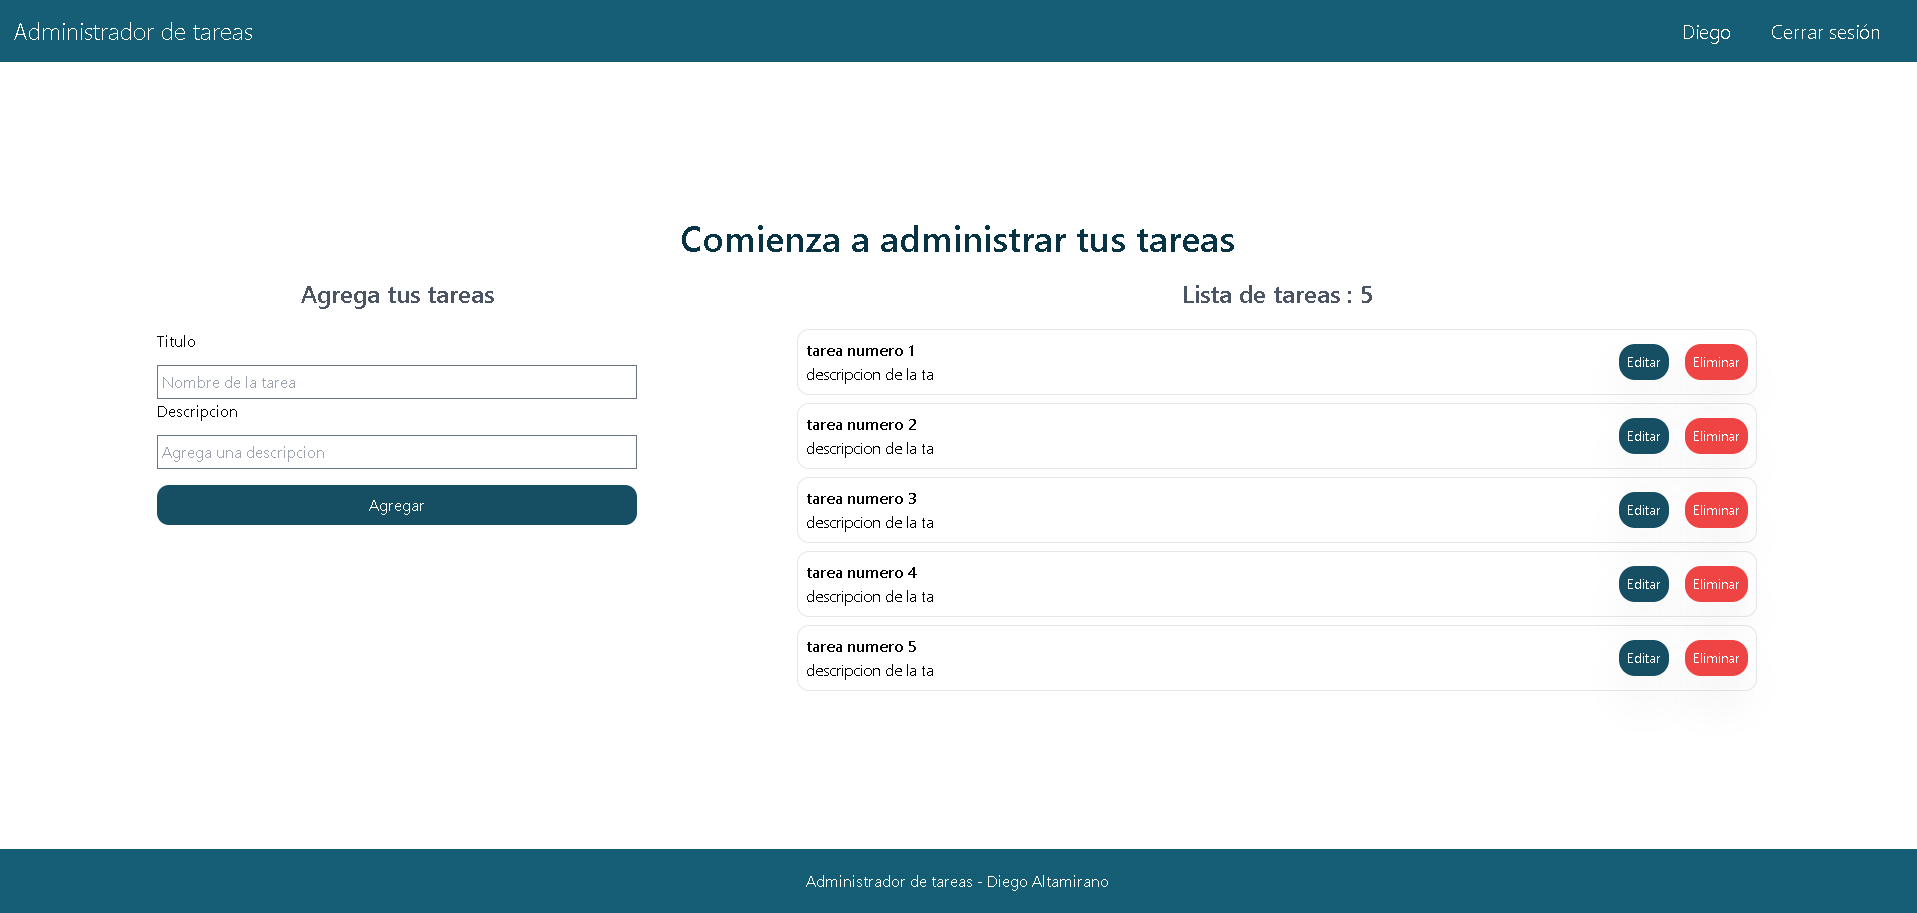 Administrador de tareas
Diego
Cerrar sesión
Comienza a administrar tus tareas
Agrega tus tareas
Titulo
Nombre de la tarea
Descripcion
Agrega una descripcion
Agregar
Lista de tareas : 5
tarea numero 1
descripcion de la ta
Editar
Eliminar
tarea numero 2
descripcion de la ta
Editar
Eliminar
tarea numero 3
descripcion de la ta
Editar
Eliminar
tarea numero 4
descripcion de la ta
Editar
Eliminar
tarea numero 5
descripcion de la ta
Editar
Eliminar
Administrador de tareas - Diego Altamirano